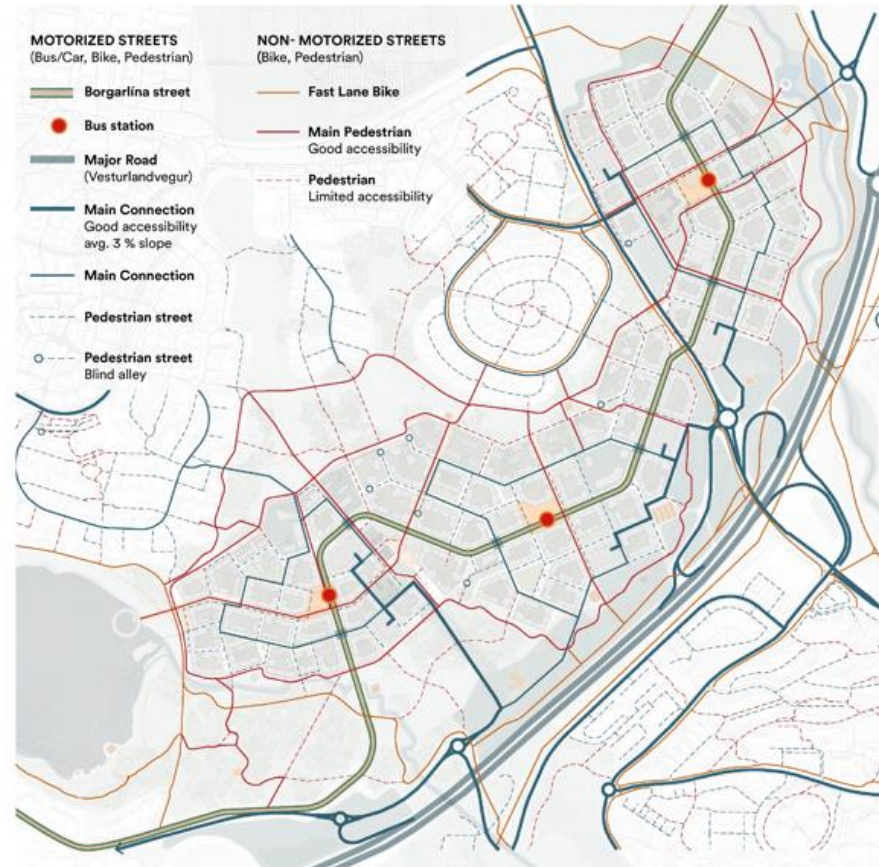 MOTORIZED STREETS
(Bus/Car, Bike, Pedestrian)
Borgarlína street
Bus station
Major Road
(Vesturlandvegur)
Main Connection
Good accessibility
avg. 3 % slope
Main Connection
Pedestrian street
Pedestrian street
Blind alley
NON- MOTORIZED STREETS
(Bike, Pedestrian)
Fast Lane Bike
Main Pedestrian
Good accessibility
Pedestrian
Limited accessibility